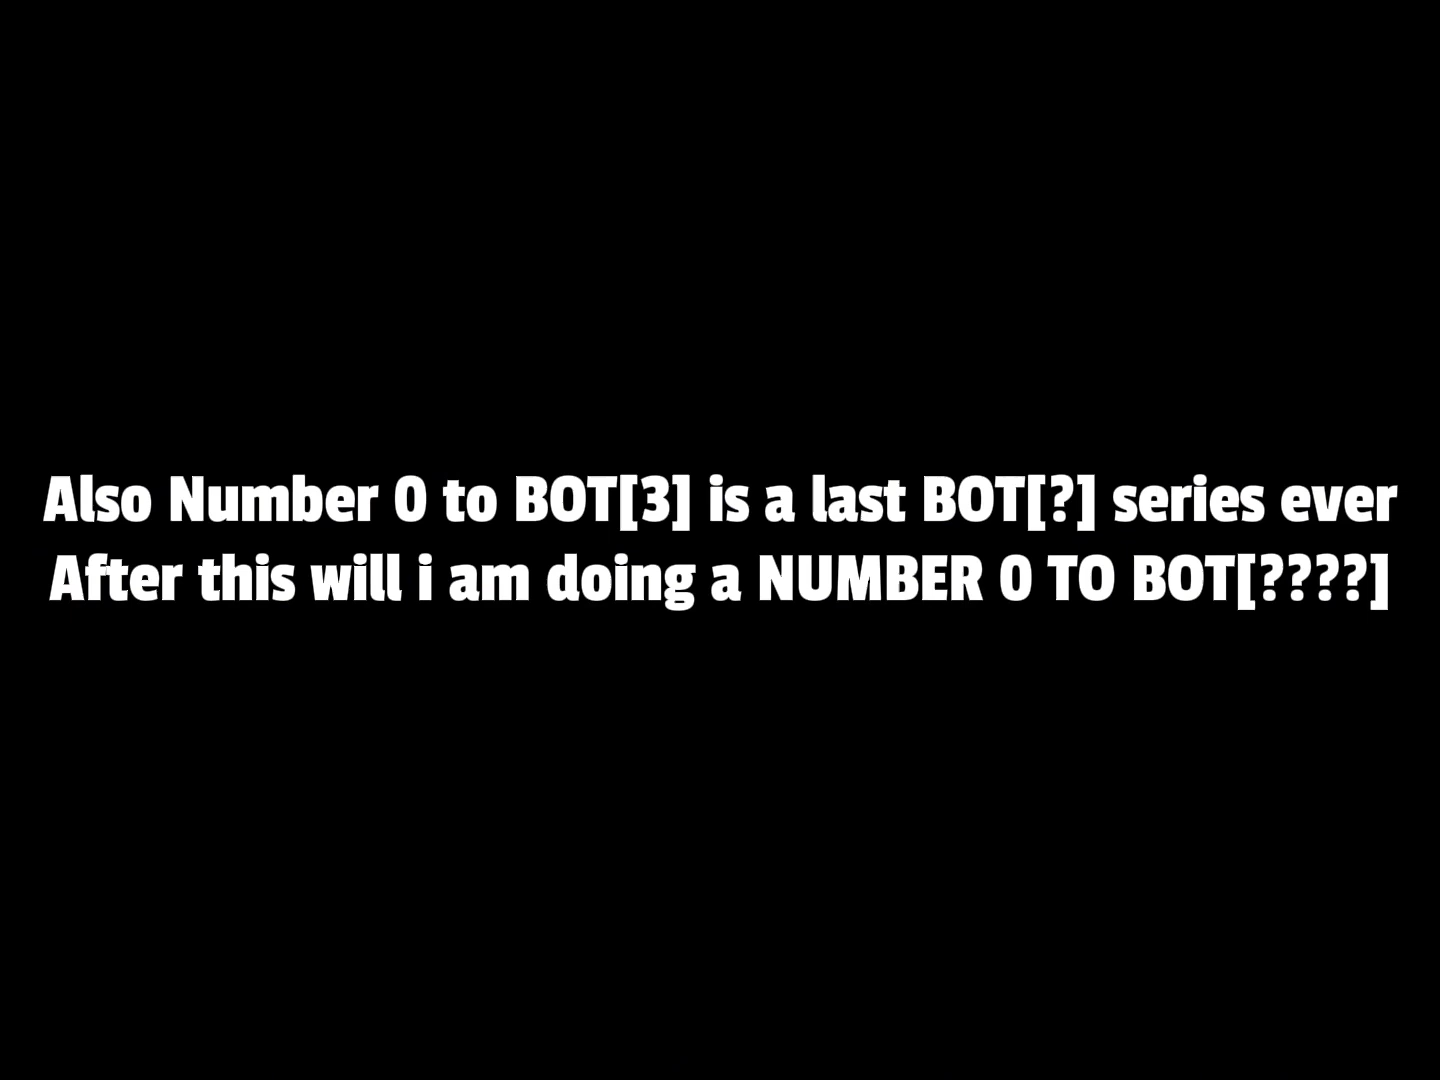 Also Number 0 to BOT[3] is a last BOT[?] series ever
After this will i am doing a NUMBER 0 TO BOT[????]